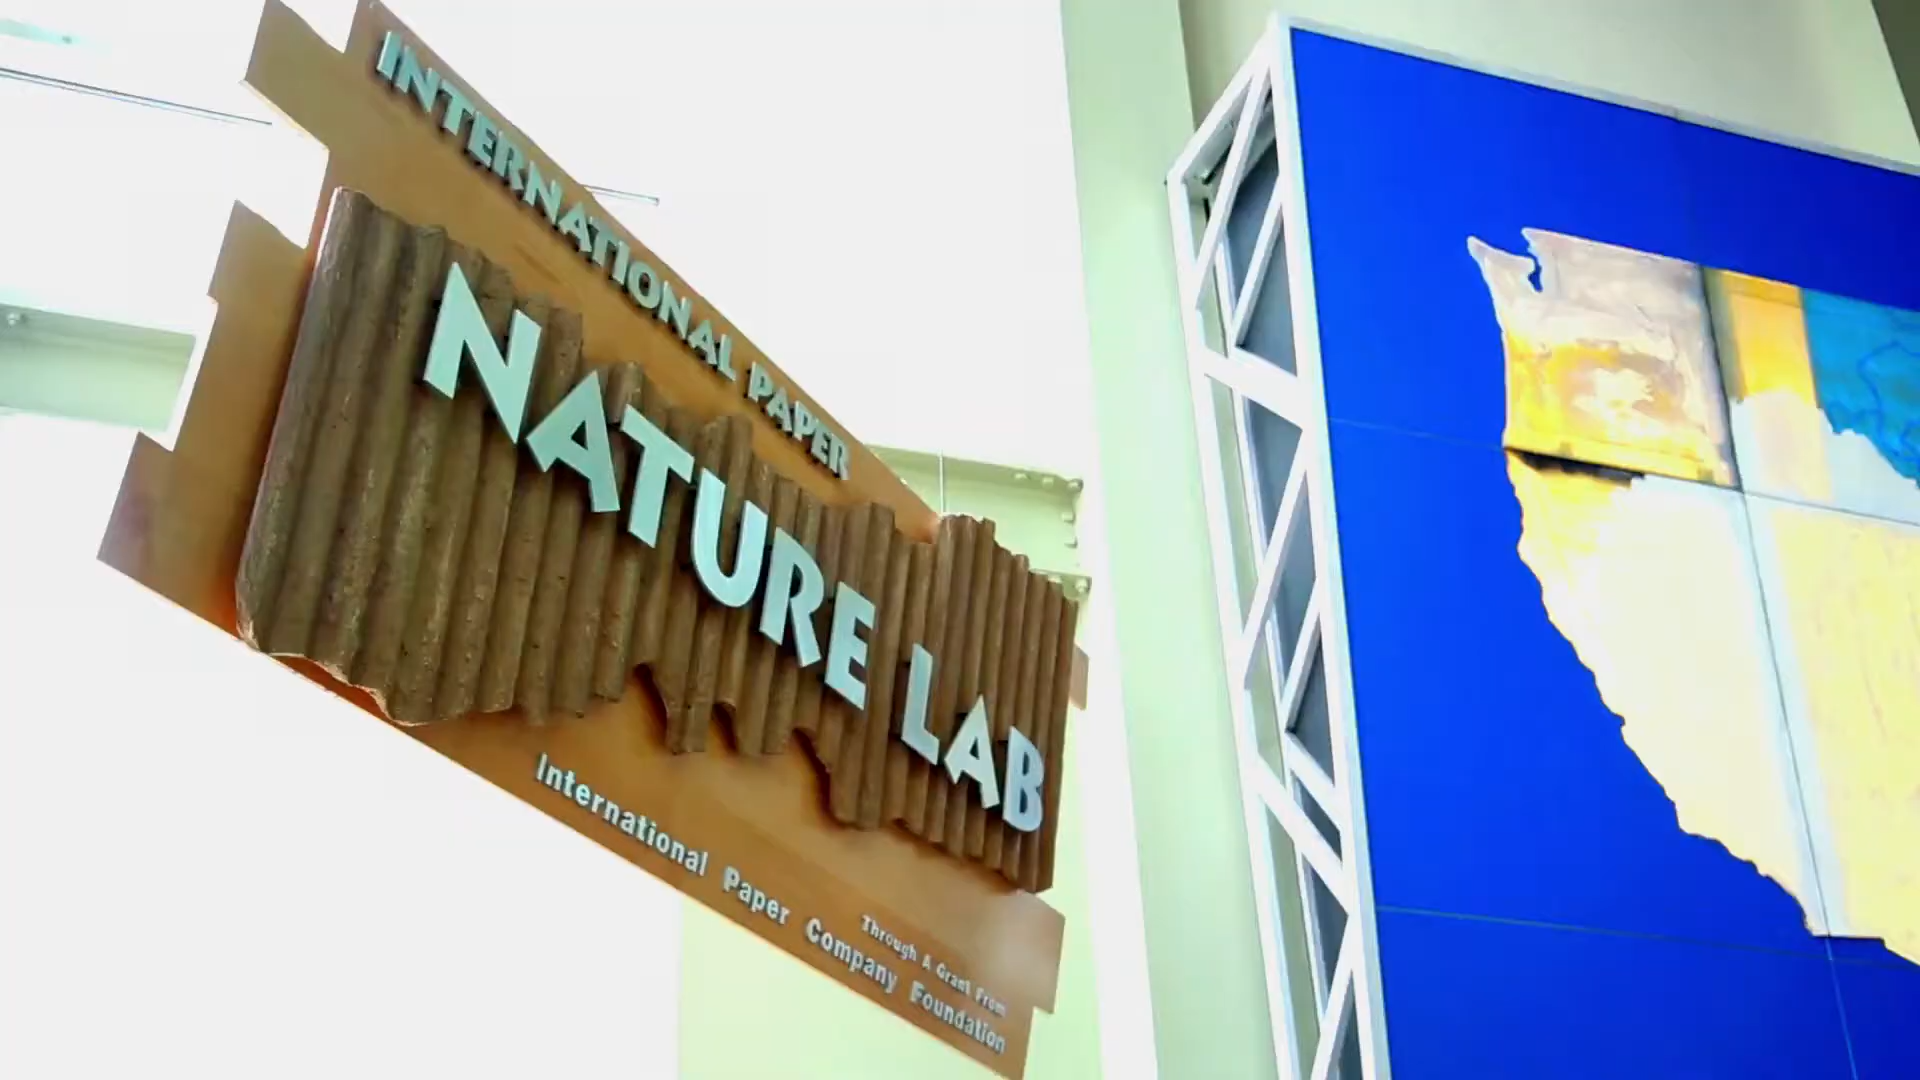 INTERNATIONAL PAPER
NATURE LAB
Through A Grant From
International Paper Company Foundation